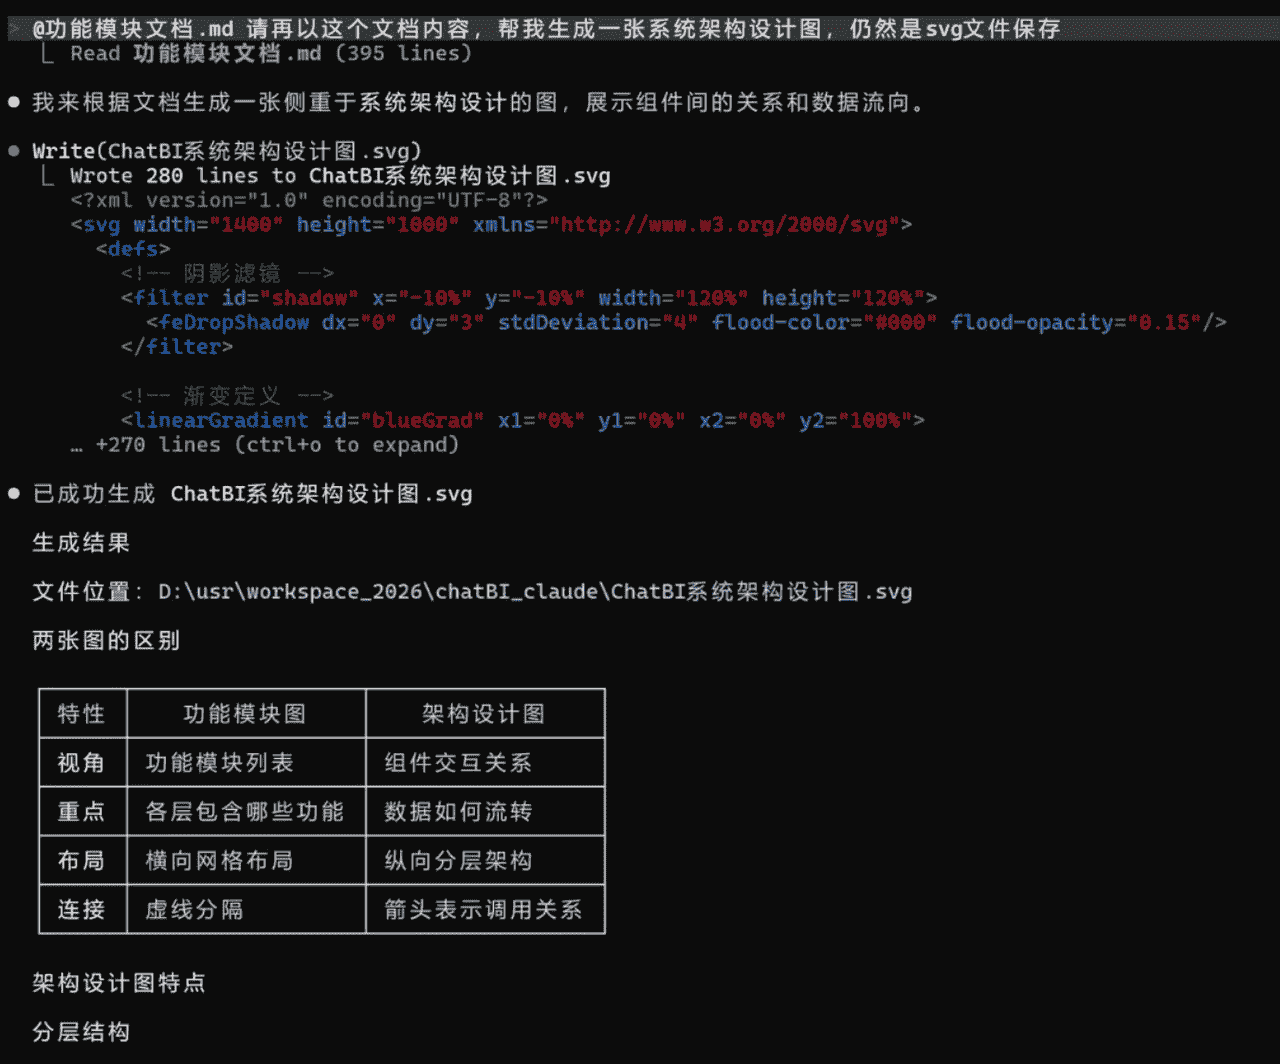 > @功能模块文档.md 请再以这个文档内容，帮我生成一张系统架构设计图，仍然是svg文件保存
Read 功能模块文档.md (395 lines)
● 我来根据文档生成一张侧重于系统架构设计的图，展示组件间的关系和数据流向。
● Write(ChatBI系统架构设计图.svg)
Wrote 280 lines to ChatBI系统架构设计图.svg
<?xml version="1.0" encoding="UTF-8"?>
<svg width="1400" height="1000" xmlns="http://www.w3.org/2000/svg">
<defs>
<!-- 阴影滤镜 -->
<filter id="shadow" x="-10%" y="-10%" width="120%" height="120%">
<feDropShadow dx="0" dy="3" stdDeviation="4" flood-color="#000" flood-opacity="0.15"/>
</filter>
<!-- 渐变定义 -->
<linearGradient id="blueGrad" x1="0%" y1="0%" x2="0%" y2="100%">
… +270 lines (ctrl+o to expand)
● 已成功生成 ChatBI系统架构设计图.svg
生成结果
文件位置：D:\usr\workspace_2026\chatBI_claude\ChatBI系统架构设计图.svg
两张图的区别
特性 功能模块图 架构设计图
视角 功能模块列表 组件交互关系
重点 各层包含哪些功能 数据如何流转
布局 横向网格布局 纵向分层架构
连接 虚线分隔 箭头表示调用关系
架构设计图特点
分层结构